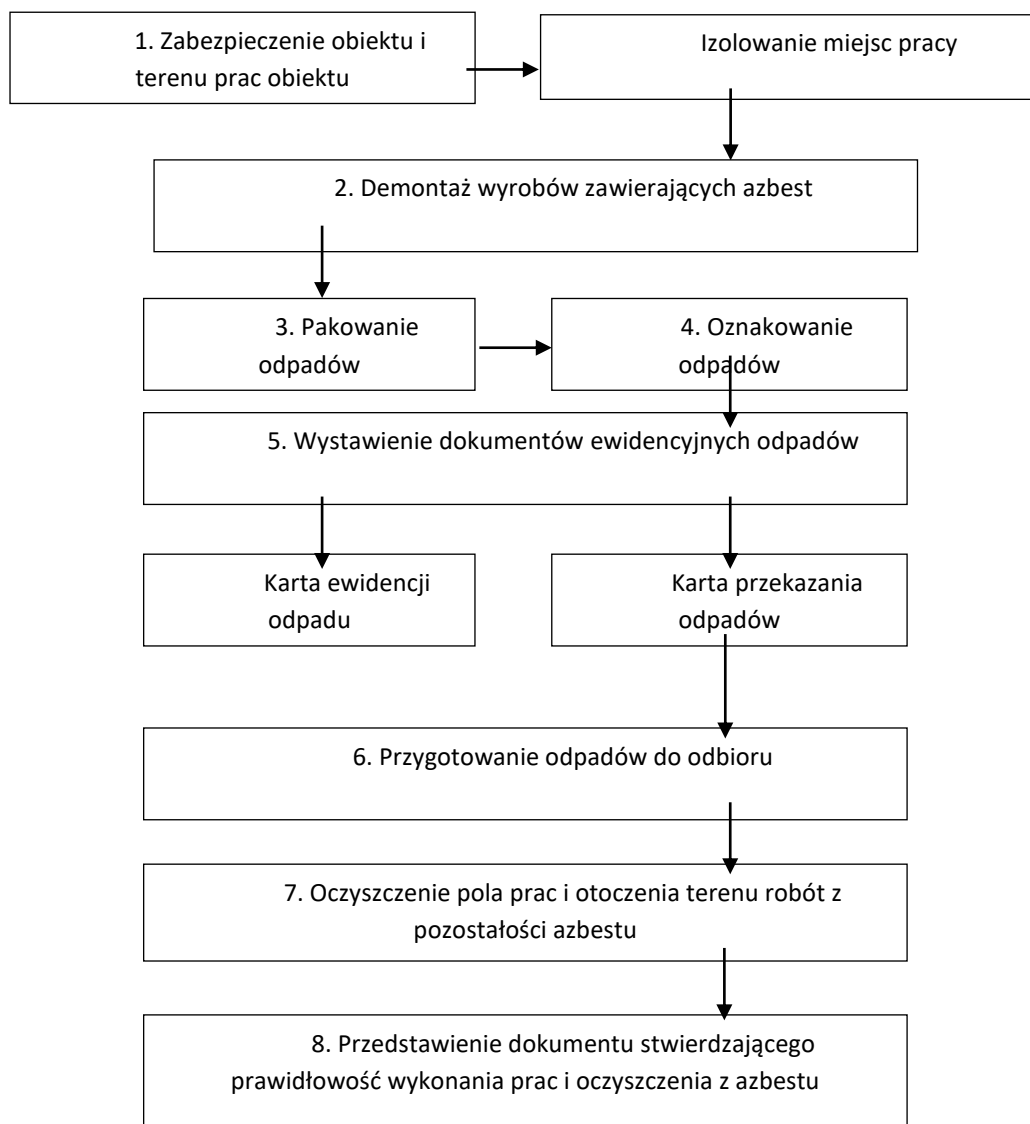 1. Zabezpieczenie obiektu i
terenu prac obiektu
Izolowanie miejsc pracy
2. Demontaż wyrobów zawierających azbest
3. Pakowanie
odpadów
4. Oznakowanie
odpadów
5. Wystawienie dokumentów ewidencyjnych odpadów
Karta ewidencji
odpadu
Karta przekazania
odpadów
6. Przygotowanie odpadów do odbioru
7. Oczyszczenie pola prac i otoczenia terenu robót z
pozostałości azbestu
8. Przedstawienie dokumentu stwierdzającego
prawidłowość wykonania prac i oczyszczenia z azbestu